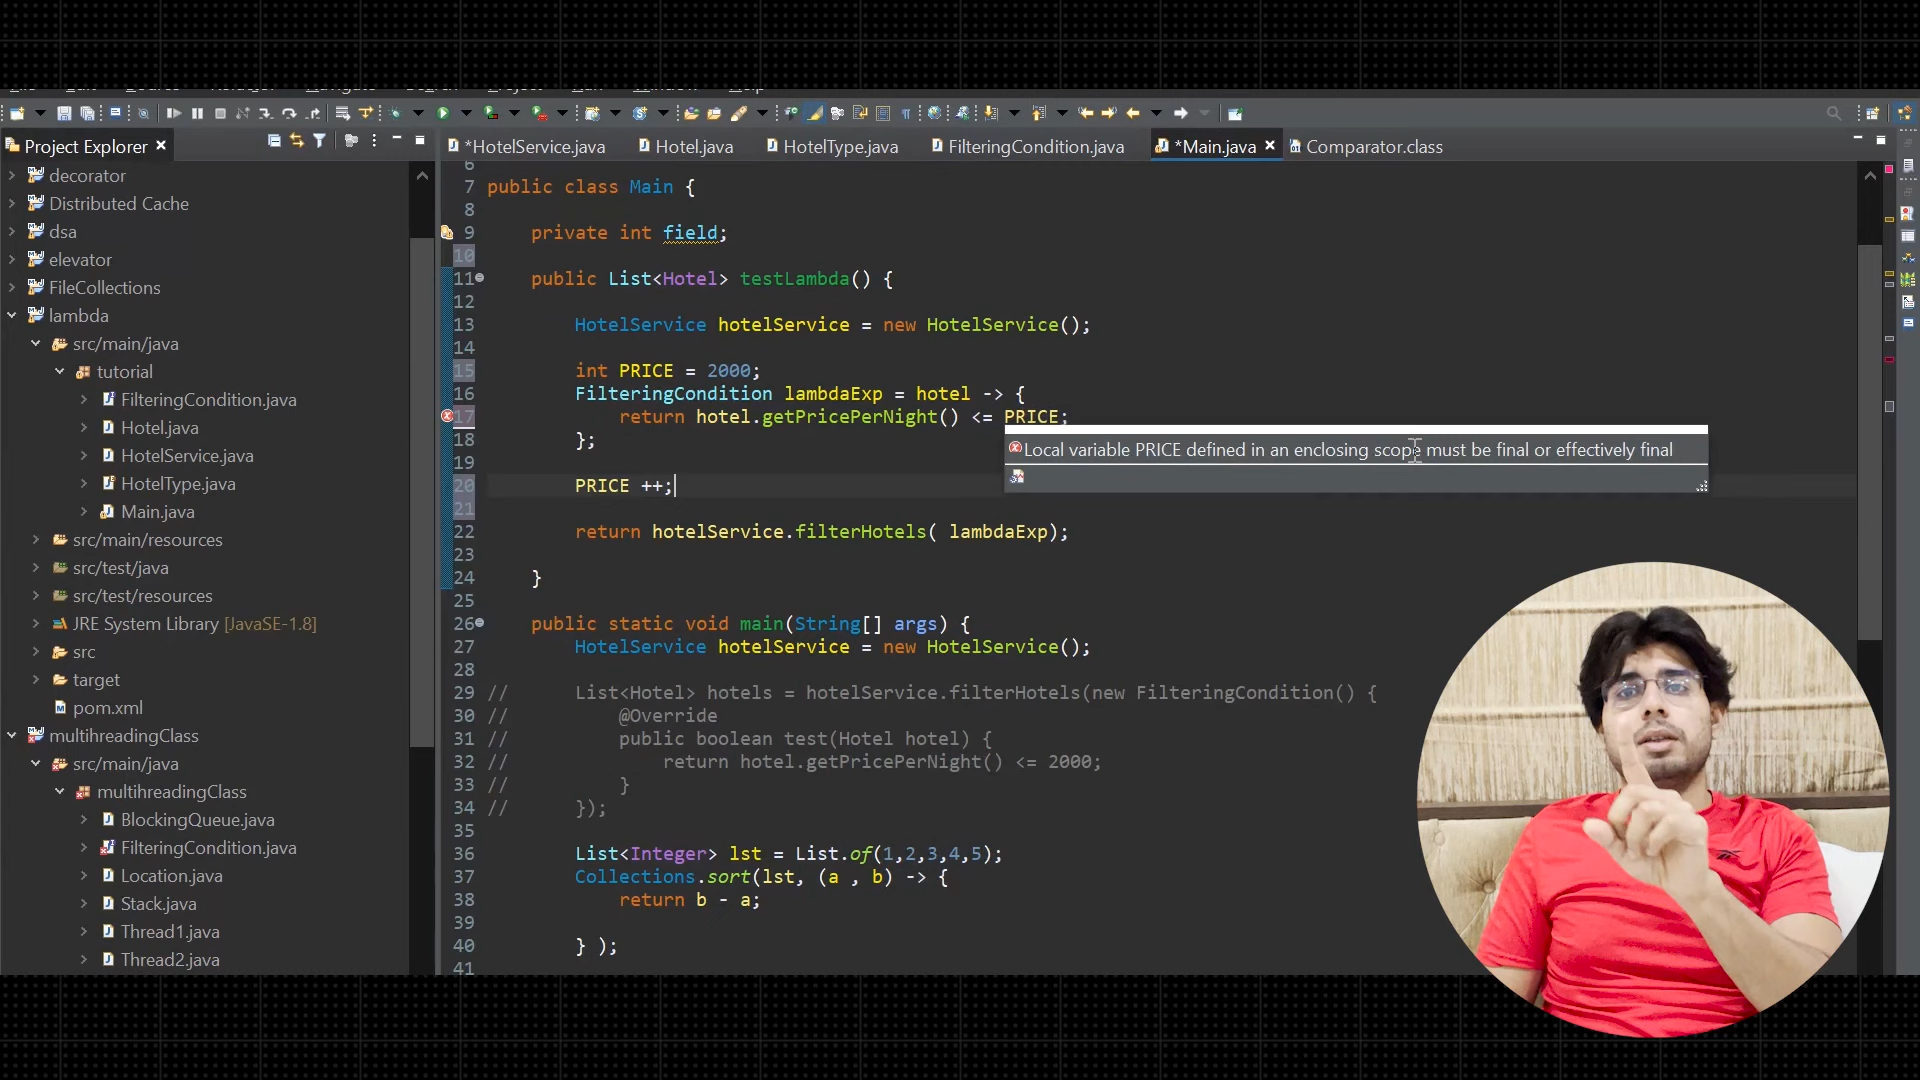 Project Explorer
*HotelService.java
Hotel.java
HotelType.java
FilteringCondition.java
*Main.java
Comparator.class
decorator
Distributed Cache
dsa
elevator
FileCollections
lambda
src/main/java
tutorial
FilteringCondition.java
Hotel.java
HotelService.java
HotelType.java
Main.java
src/main/resources
src/test/java
src/test/resources
JRE System Library [JavaSE-1.8]
src
target
pom.xml
multihreadingClass
src/main/java
multihreadingClass
BlockingQueue.java
FilteringCondition.java
Location.java
Stack.java
Thread1.java
Thread2.java
6
7 public class Main {
8
9 private int field;
10
11 public List<Hotel> testLambda() {
12
13 HotelService hotelService = new HotelService();
14
15 int PRICE = 2000;
16 FilteringCondition lambdaExp = hotel -> {
17 return hotel.getPricePerNight() <= PRICE;
18 };
Local variable PRICE defined in an enclosing scope must be final or effectively final
19
20 PRICE ++;
21
22 return hotelService.filterHotels( lambdaExp);
23
24 }
25
26 public static void main(String[] args) {
27 HotelService hotelService = new HotelService();
28
29 // List<Hotel> hotels = hotelService.filterHotels(new FilteringCondition() {
30 // @Override
31 // public boolean test(Hotel hotel) {
32 // return hotel.getPricePerNight() <= 2000;
33 // }
34 // });
35
36 List<Integer> lst = List.of(1,2,3,4,5);
37 Collections.sort(lst, (a , b) -> {
38 return b - a;
39
40 } );
41